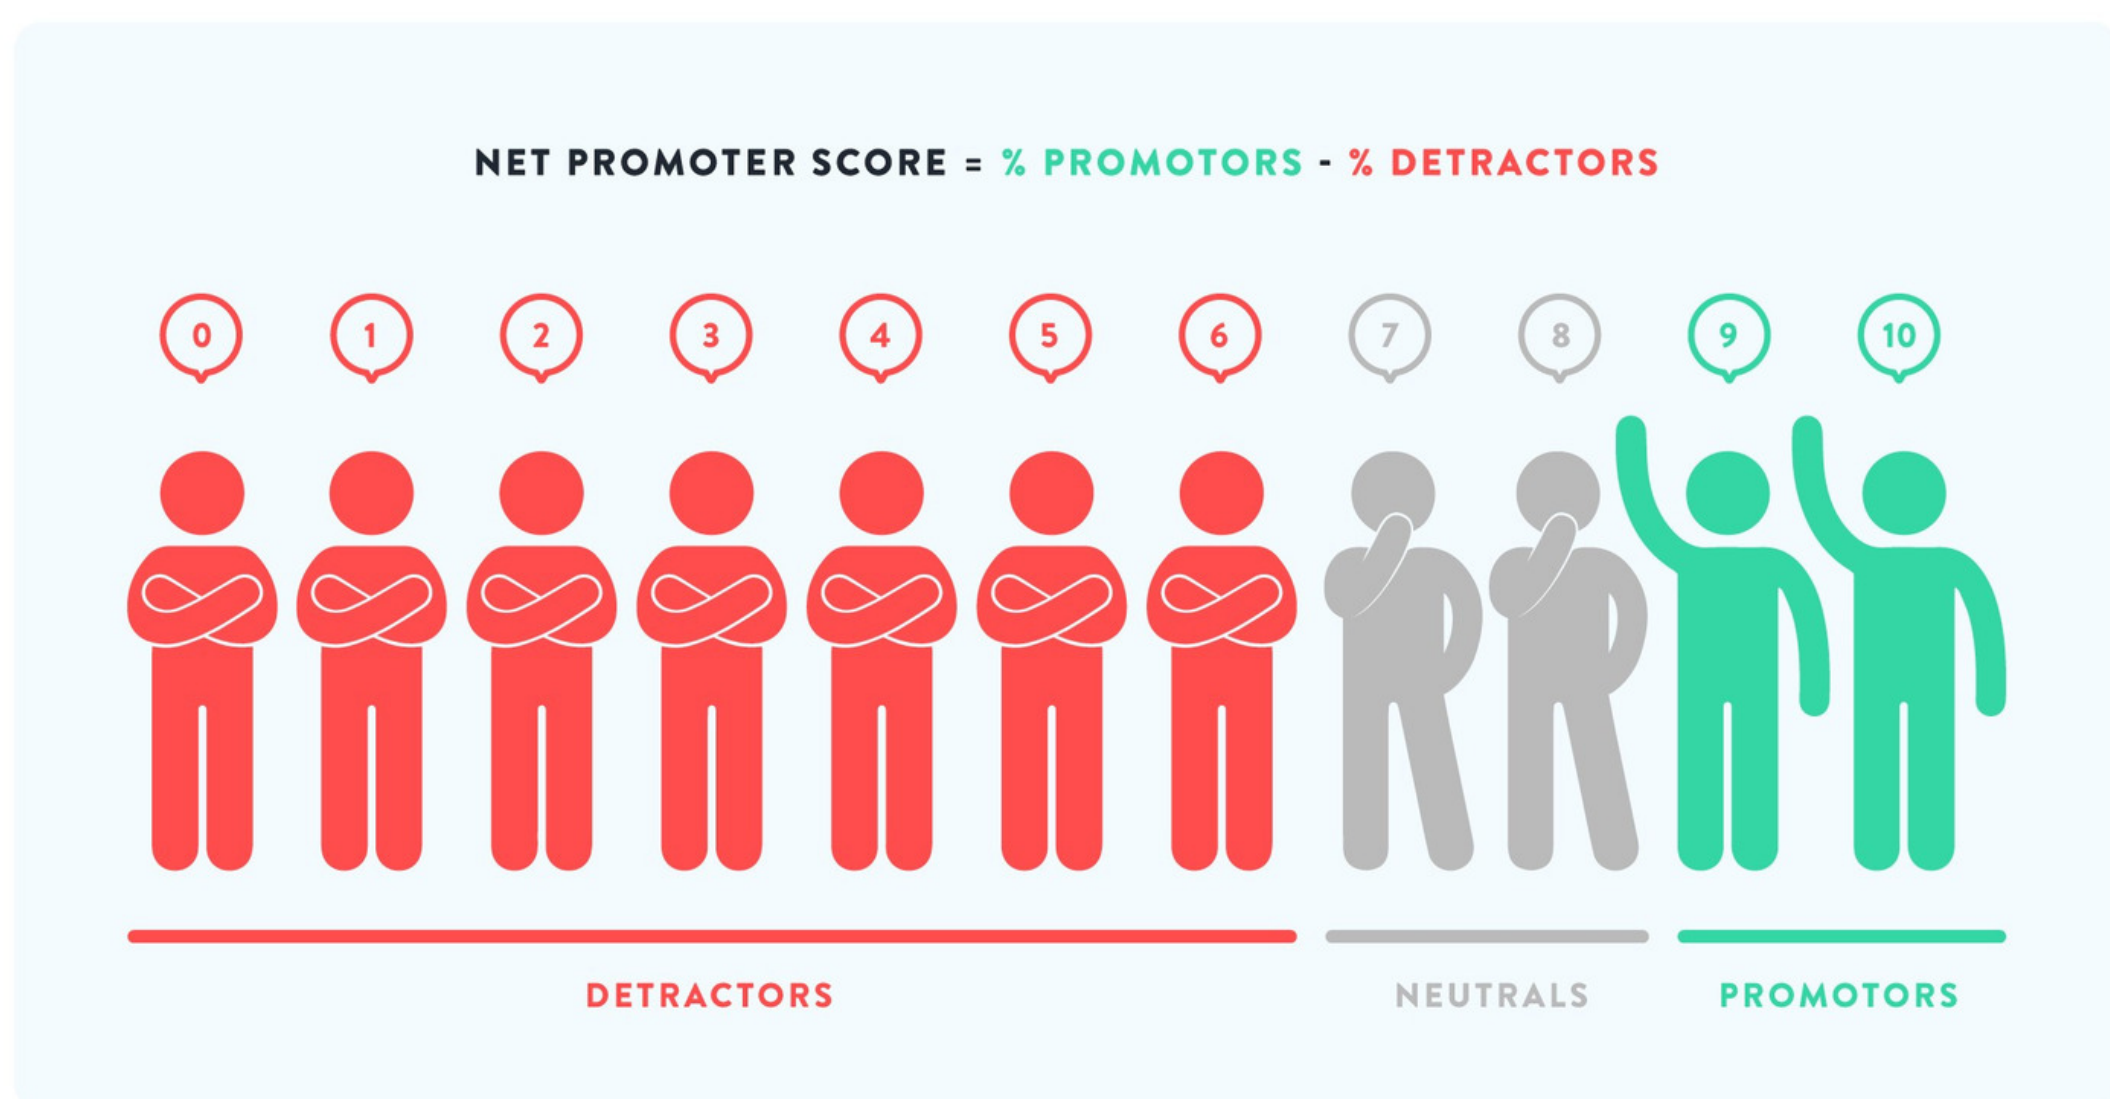 NET PROMOTER SCORE = % PROMOTORS - % DETRACTORS
0 1 2 3 4 5 6 7 8 9 10
DETRACTORS NEUTRALS PROMOTORS